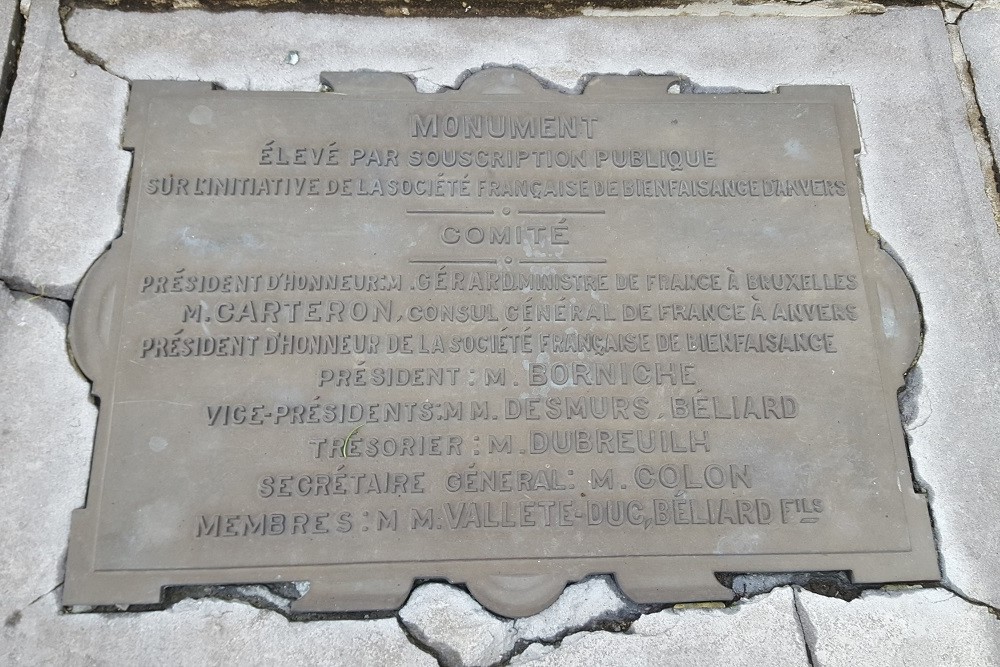 MONUMENT
ÉLEVÉ PAR SOUSCRIPTION PUBLIQUE
SUR L'INITIATIVE DE LA SOCIÉTÉ FRANÇAISE DE BIENFAISANCE D'ANVERS
COMITÉ
PRÉSIDENT D'HONNEUR: M. GÉRARD, MINISTRE DE FRANCE À BRUXELLES
M. CARTERON, CONSUL GÉNÉRAL DE FRANCE À ANVERS
PRÉSIDENT D'HONNEUR DE LA SOCIÉTÉ FRANÇAISE DE BIENFAISANCE
PRÉSIDENT: M. BORNICHE
VICE-PRÉSIDENTS: M M. DESMURS, BÉLIARD
TRÉSORIER: M. DUBREUILH
SECRÉTAIRE GÉNÉRAL: M. COLON
MEMBRES: M M. VALLETE-DUC, BÉLIARD FILS